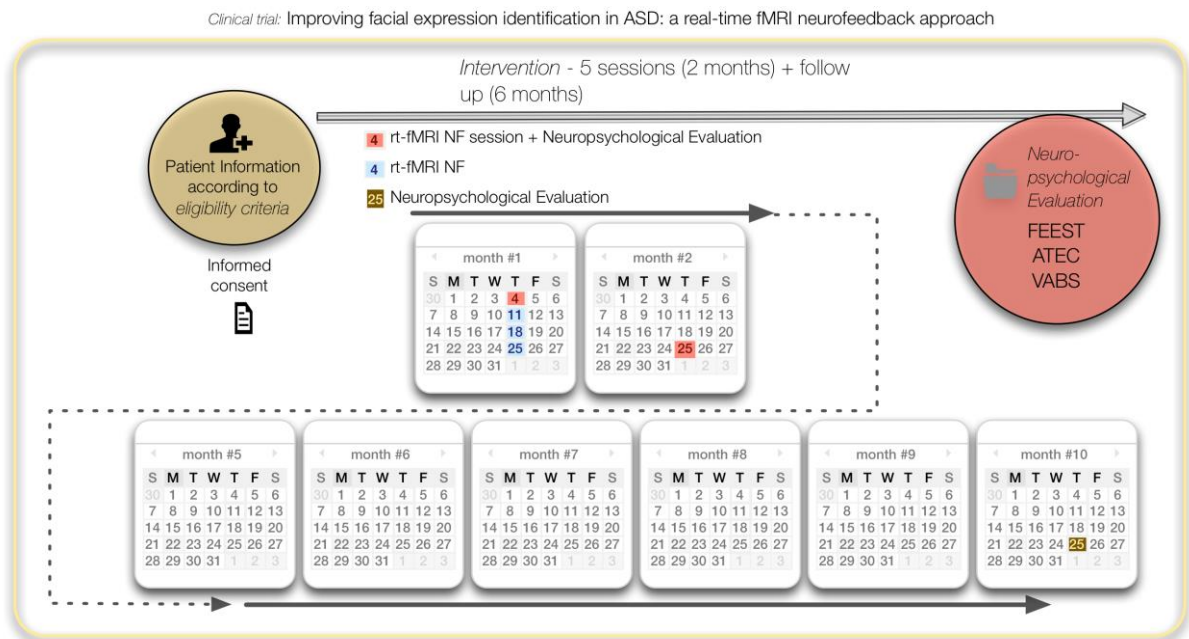 Clinical trial: Improving facial expression identification in ASD: a real-time fMRI neurofeedback approach
Intervention - 5 sessions (2 months) + follow
up (6 months)
Patient Information
according to
eligibility criteria
Informed
consent
4 rt-fMRI NF session + Neuropsychological Evaluation
4 rt-fMRI NF
25 Neuropsychological Evaluation
Neuro-
psychological
Evaluation
FEEST
ATEC
VABS
month #1
S M T W T F S
30 1 2 3 4 5 6
7 8 9 10 11 12 13
14 15 16 17 18 19 20
21 22 23 24 25 26 27
28 29 30 31 1 2 3
month #2
S M T W T F S
30 1 2 3 4 5 6
7 8 9 10 11 12 13
14 15 16 17 18 19 20
21 22 23 24 25 26 27
28 29 30 31 1 2 3
month #5
S M T W T F S
30 1 2 3 4 5 6
7 8 9 10 11 12 13
14 15 16 17 18 19 20
21 22 23 24 25 26 27
28 29 30 31 1 2 3
month #6
S M T W T F S
30 1 2 3 4 5 6
7 8 9 10 11 12 13
14 15 16 17 18 19 20
21 22 23 24 25 26 27
28 29 30 31 1 2 3
month #7
S M T W T F S
30 1 2 3 4 5 6
7 8 9 10 11 12 13
14 15 16 17 18 19 20
21 22 23 24 25 26 27
28 29 30 31 1 2 3
month #8
S M T W T F S
30 1 2 3 4 5 6
7 8 9 10 11 12 13
14 15 16 17 18 19 20
21 22 23 24 25 26 27
28 29 30 31 1 2 3
month #9
S M T W T F S
30 1 2 3 4 5 6
7 8 9 10 11 12 13
14 15 16 17 18 19 20
21 22 23 24 25 26 27
28 29 30 31 1 2 3
month #10
S M T W T F S
30 1 2 3 4 5 6
7 8 9 10 11 12 13
14 15 16 17 18 19 20
21 22 23 24 25 26 27
28 29 30 31 1 2 3